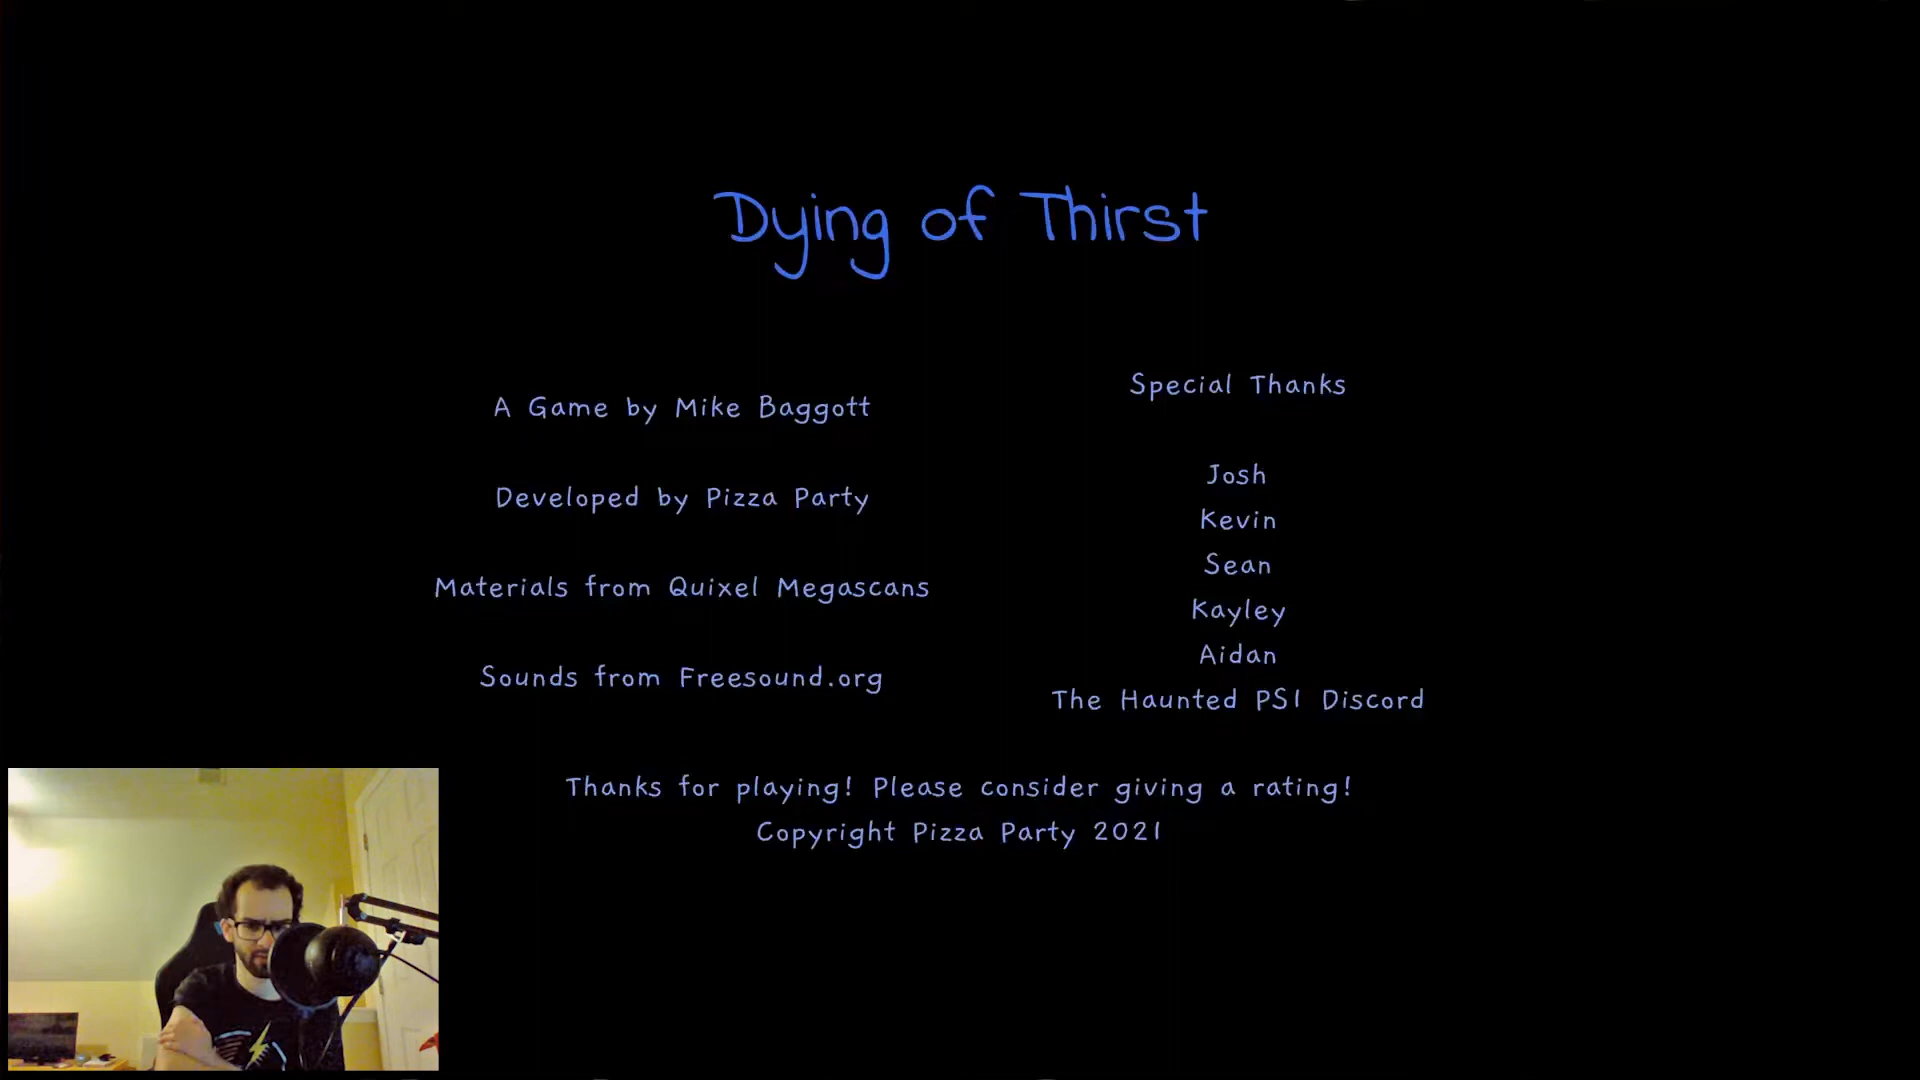 Dying of Thirst
A Game by Mike Baggott
Developed by Pizza Party
Materials from Quixel Megascans
Sounds from Freesound.org
Special Thanks
Josh
Kevin
Sean
Kayley
Aidan
The Haunted PS1 Discord
Thanks for playing! Please consider giving a rating!
Copyright Pizza Party 2021